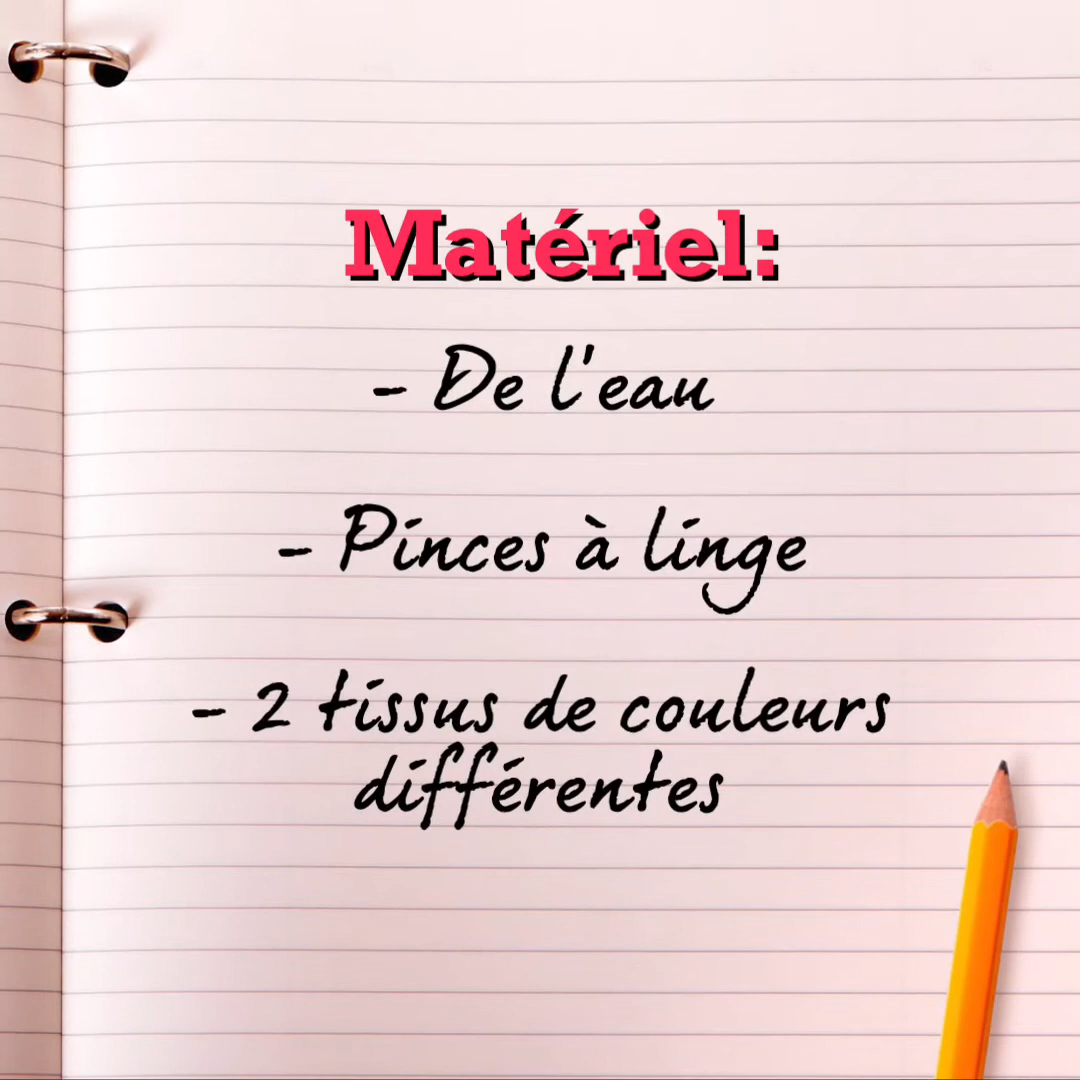 Matériel:
- De l'eau
- Pinces à linge
- 2 tissus de couleurs
différentes